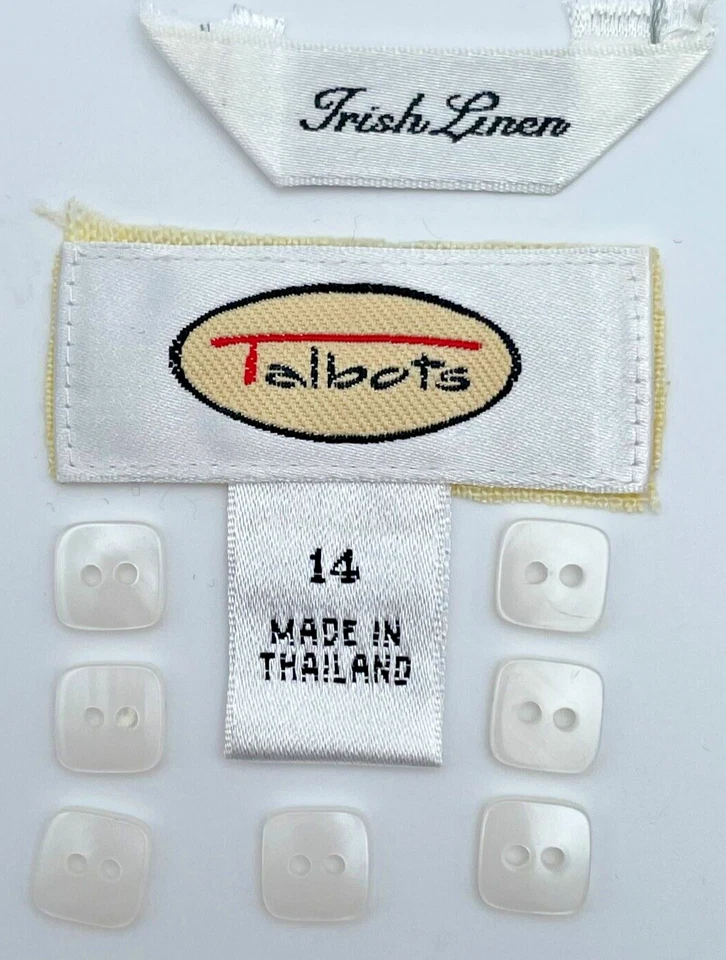 Irish Linen
Talbots
14
MADE IN
THAILAND